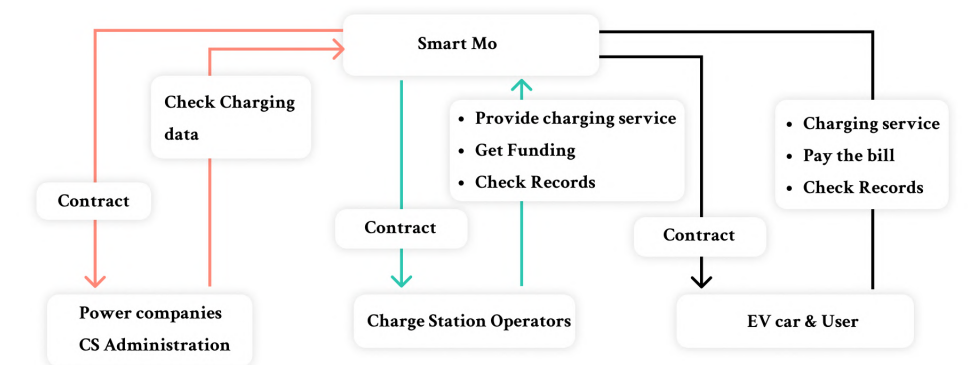 Smart Mo
Check Charging
data
• Provide charging service
• Get Funding
• Check Records
• Charging service
• Pay the bill
• Check Records
Contract
Contract
Contract
Power companies
CS Administration
Charge Station Operators
EV car & User